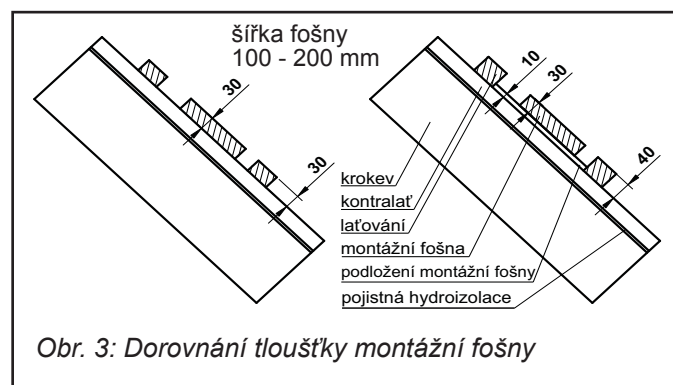 šířka fošny
100 - 200 mm
30
30
10
30
40
krokev
kontralať
laťování
montážní fošna
podložení montážní fošny
pojistná hydroizolace
Obr. 3: Dorovnání tloušťky montážní fošny